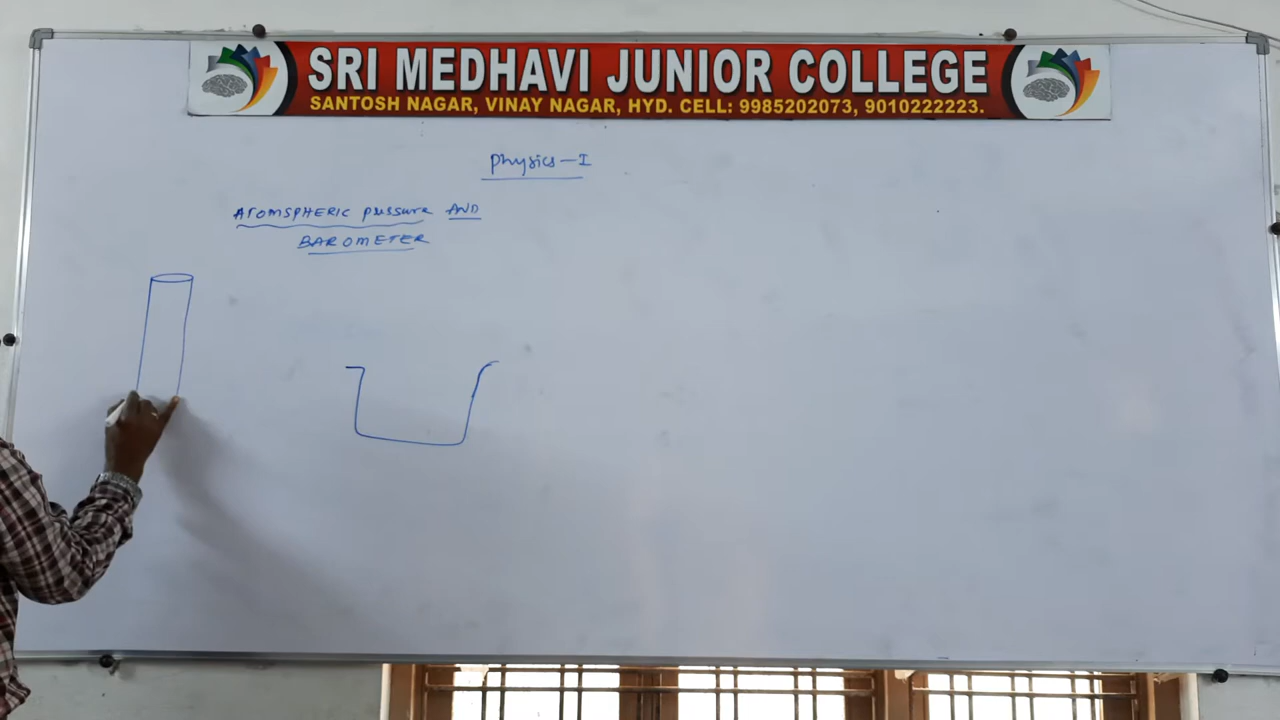 SRI MEDHAVI JUNIOR COLLEGE
SANTOSH NAGAR, VINAY NAGAR, HYD. CELL: 9985202073, 9010222223.
Physics-I
ATOMSPHERIC pressure AND
BAROMETER